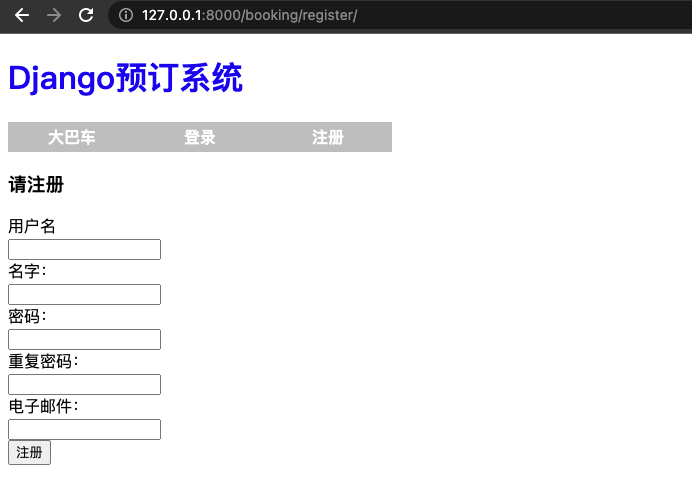 127.0.0.1:8000/booking/register/
Django预订系统
大巴车 登录 注册
请注册
用户名
名字：
密码：
重复密码：
电子邮件：
注册